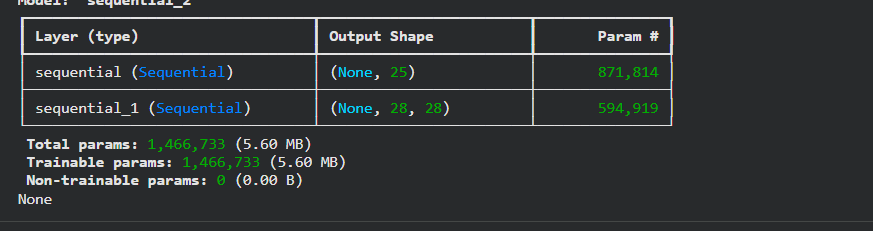 Model: "sequential_2"
Layer (type) Output Shape Param #
sequential (Sequential) (None, 25) 871,814
sequential_1 (Sequential) (None, 28, 28) 594,919
Total params: 1,466,733 (5.60 MB)
Trainable params: 1,466,733 (5.60 MB)
Non-trainable params: 0 (0.00 B)
None